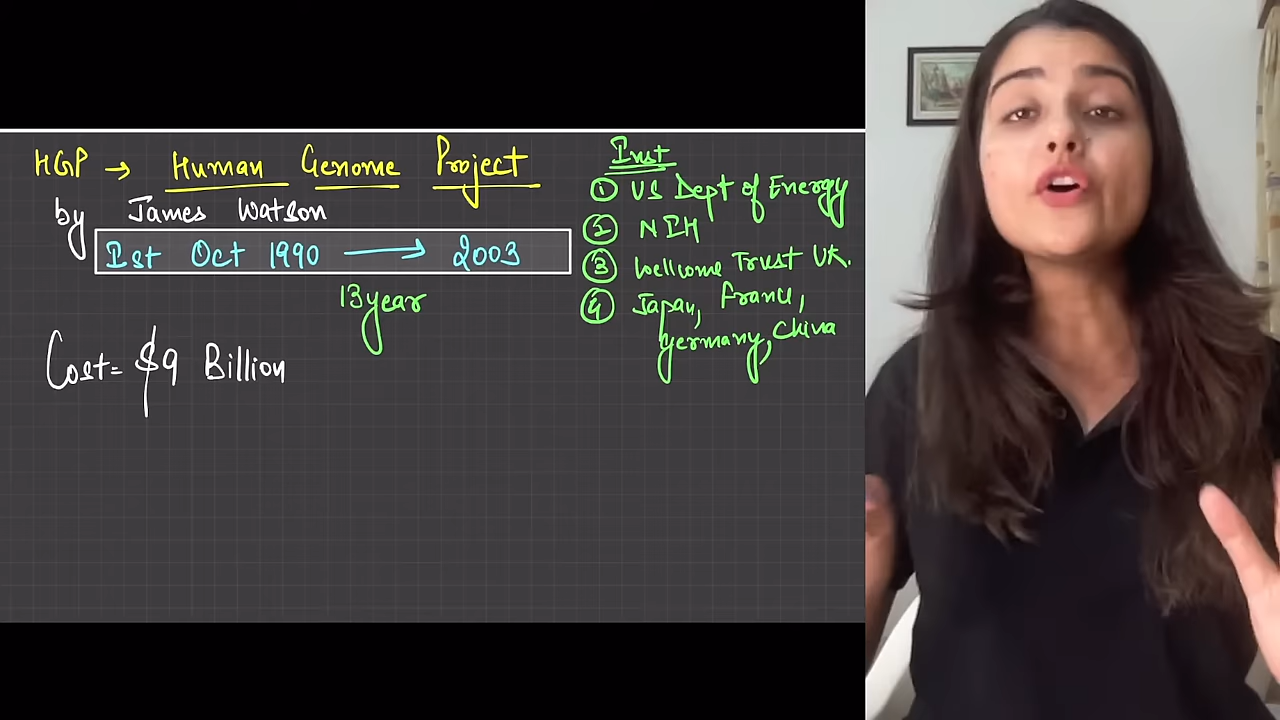 HGP → Human Genome Project
by James Watson
1st Oct 1990 → 2003
13 year
Cost = $9 Billion
Inst
① US Dept of Energy
② NIH
③ Wellcome Trust UK.
④ Japan, France,
Germany, China